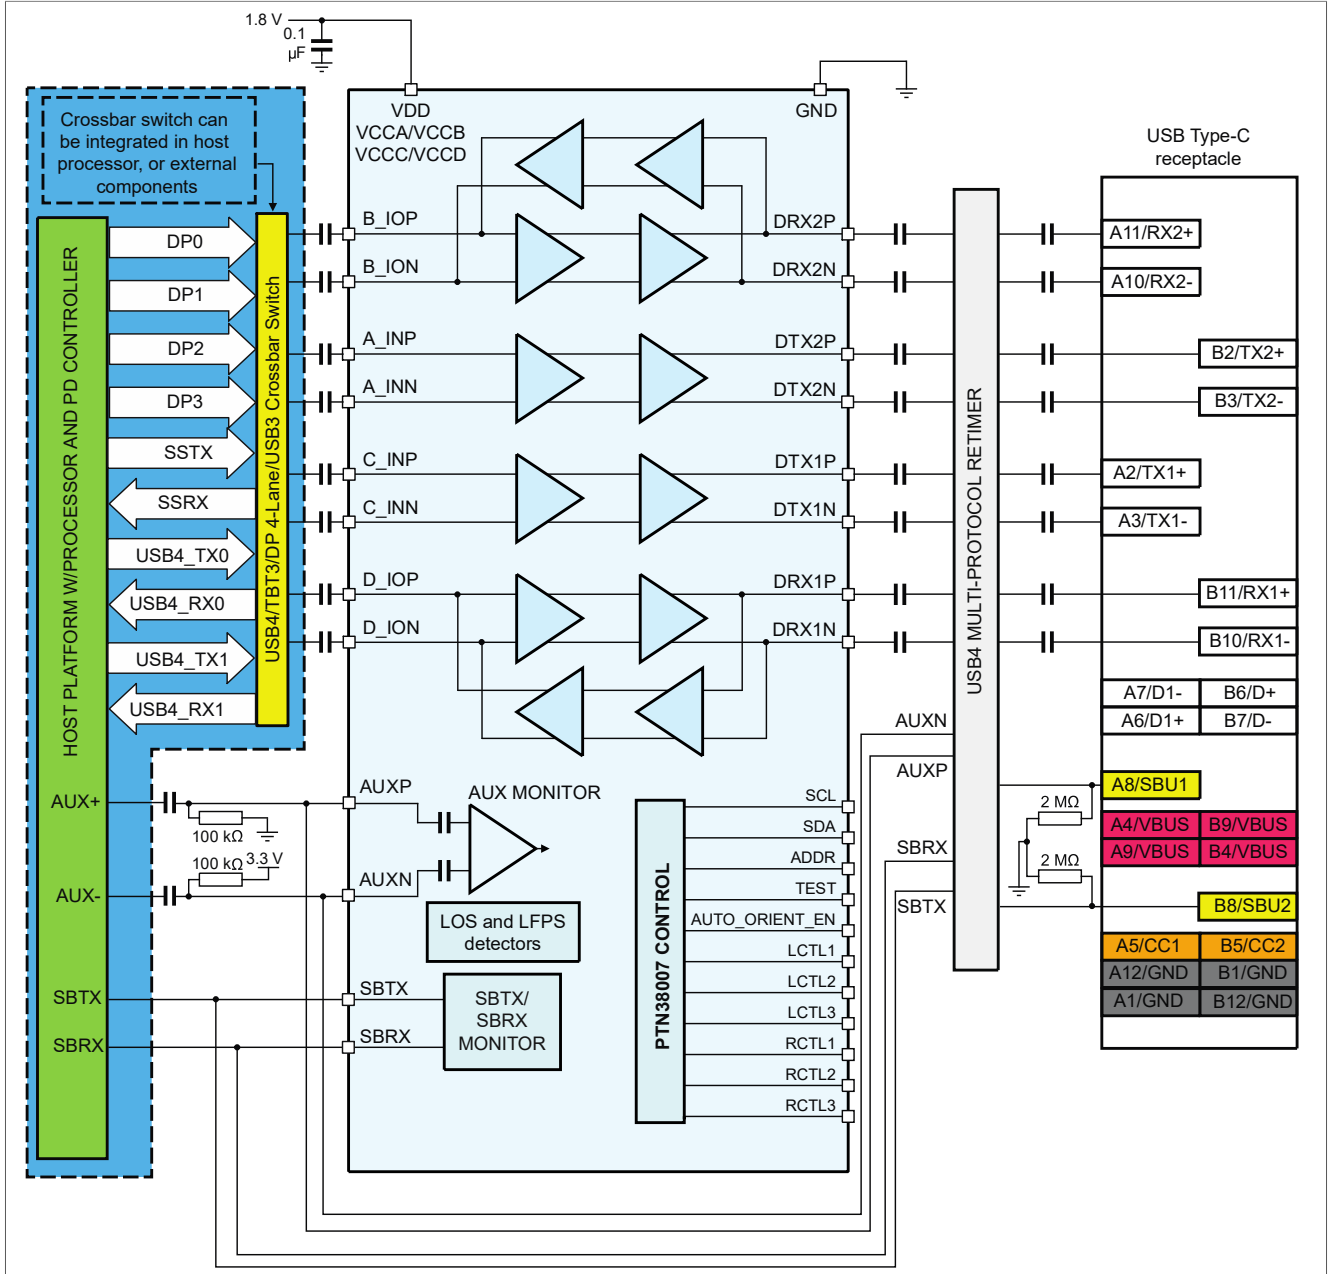 1.8 V
0.1
µF
Crossbar switch can
be integrated in host
processor, or external
components
HOST PLATFORM W/PROCESSOR AND PD CONTROLLER
DP0
DP1
DP2
DP3
SSTX
SSRX
USB4_TX0
USB4_RX0
USB4_TX1
USB4_RX1
USB4/TBT3/DP 4-Lane/USB3 Crossbar Switch
AUX+
AUX-
SBTX
SBRX
100 kΩ
100 kΩ
3.3 V
VDD
VCCA/VCCB
VCCC/VCCD
GND
B_IOP
B_ION
A_INP
A_INN
C_INP
C_INN
D_IOP
D_ION
DRX2P
DRX2N
DTX2P
DTX2N
DTX1P
DTX1N
DRX1P
DRX1N
AUXP
AUX MONITOR
AUXN
LOS and LFPS
detectors
SBTX
SBRX
SBTX/
SBRX
MONITOR
PTN38007 CONTROL
SCL
SDA
ADDR
TEST
AUTO_ORIENT_EN
LCTL1
LCTL2
LCTL3
RCTL1
RCTL2
RCTL3
AUXN
AUXP
SBRX
SBTX
USB4 MULTI-PROTOCOL RETIMER
2 MΩ
2 MΩ
USB Type-C
receptacle
A11/RX2+
A10/RX2-
B2/TX2+
B3/TX2-
A2/TX1+
A3/TX1-
B11/RX1+
B10/RX1-
A7/D1- B6/D+
A6/D1+ B7/D-
A8/SBU1
A4/VBUS B9/VBUS
A9/VBUS B4/VBUS
B8/SBU2
A5/CC1 B5/CC2
A12/GND B1/GND
A1/GND B12/GND